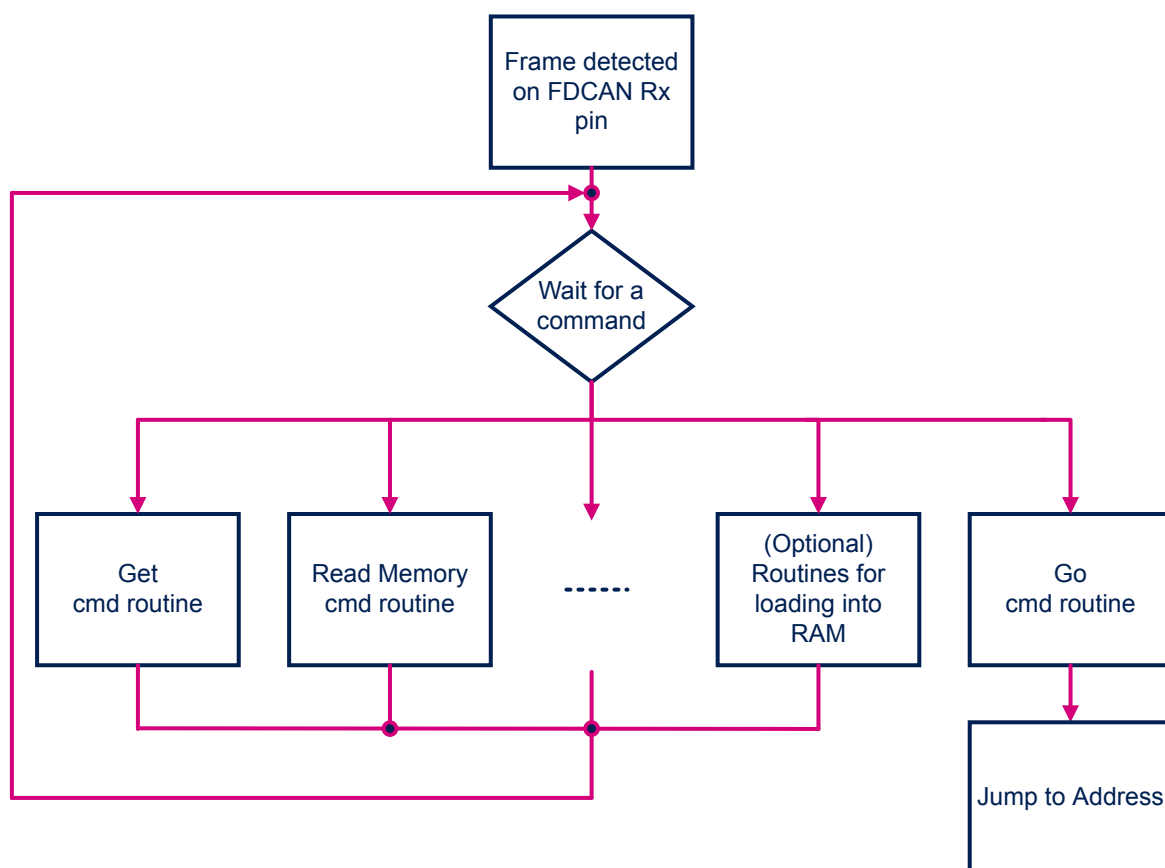 Frame detected
on FDCAN Rx
pin
Wait for a
command
Get
cmd routine
Read Memory
cmd routine
(Optional)
Routines for
loading into
RAM
Go
cmd routine
Jump to Address